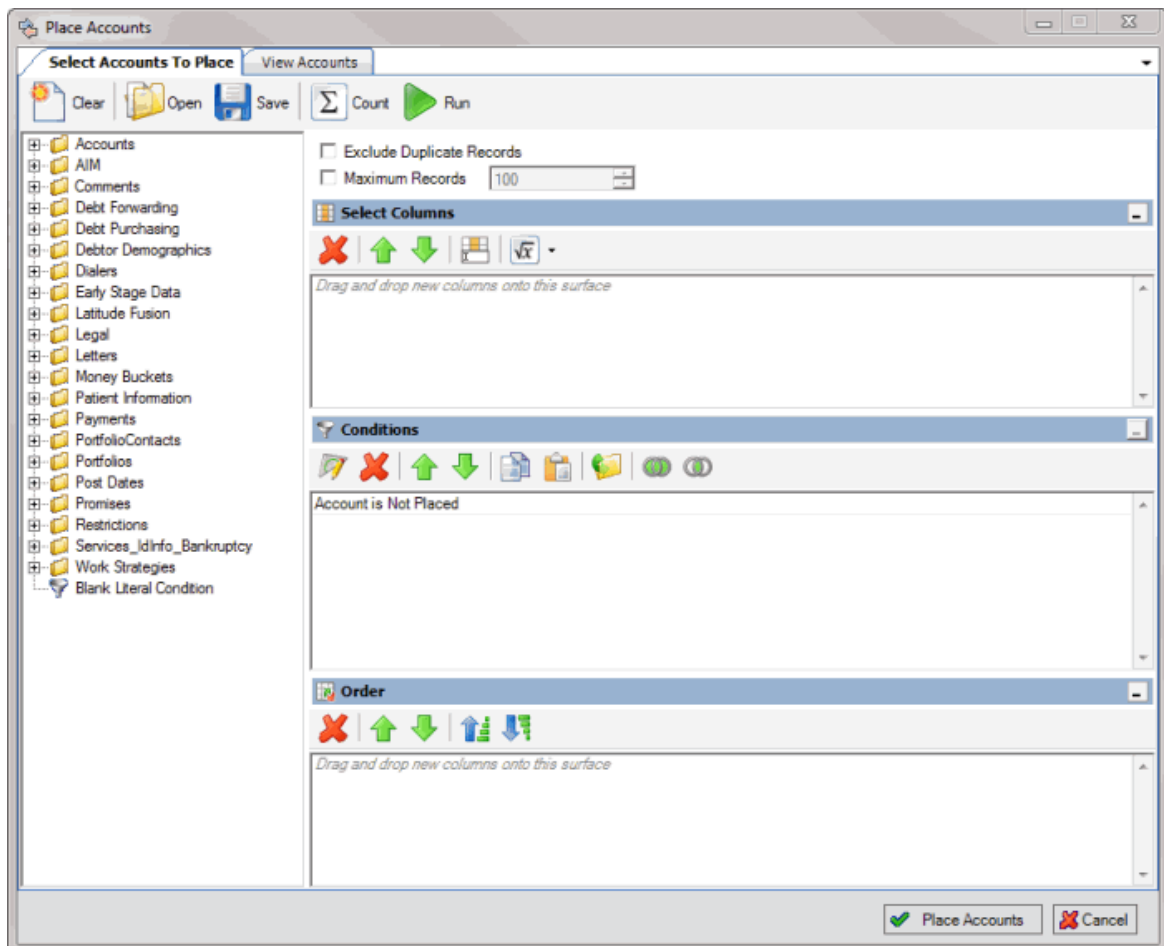 Place Accounts
Select Accounts To Place View Accounts
Clear Open Save Σ Count Run
Accounts
AIM
Comments
Debt Forwarding
Debt Purchasing
Debtor Demographics
Dialers
Early Stage Data
Latitude Fusion
Legal
Letters
Money Buckets
Patient Information
Payments
PortfolioContacts
Portfolios
Post Dates
Promises
Restrictions
Services_IdInfo_Bankruptcy
Work Strategies
Blank Literal Condition
Exclude Duplicate Records
Maximum Records 100
Select Columns
√x
Drag and drop new columns onto this surface
Conditions
Account is Not Placed
Order
Drag and drop new columns onto this surface
Place Accounts Cancel